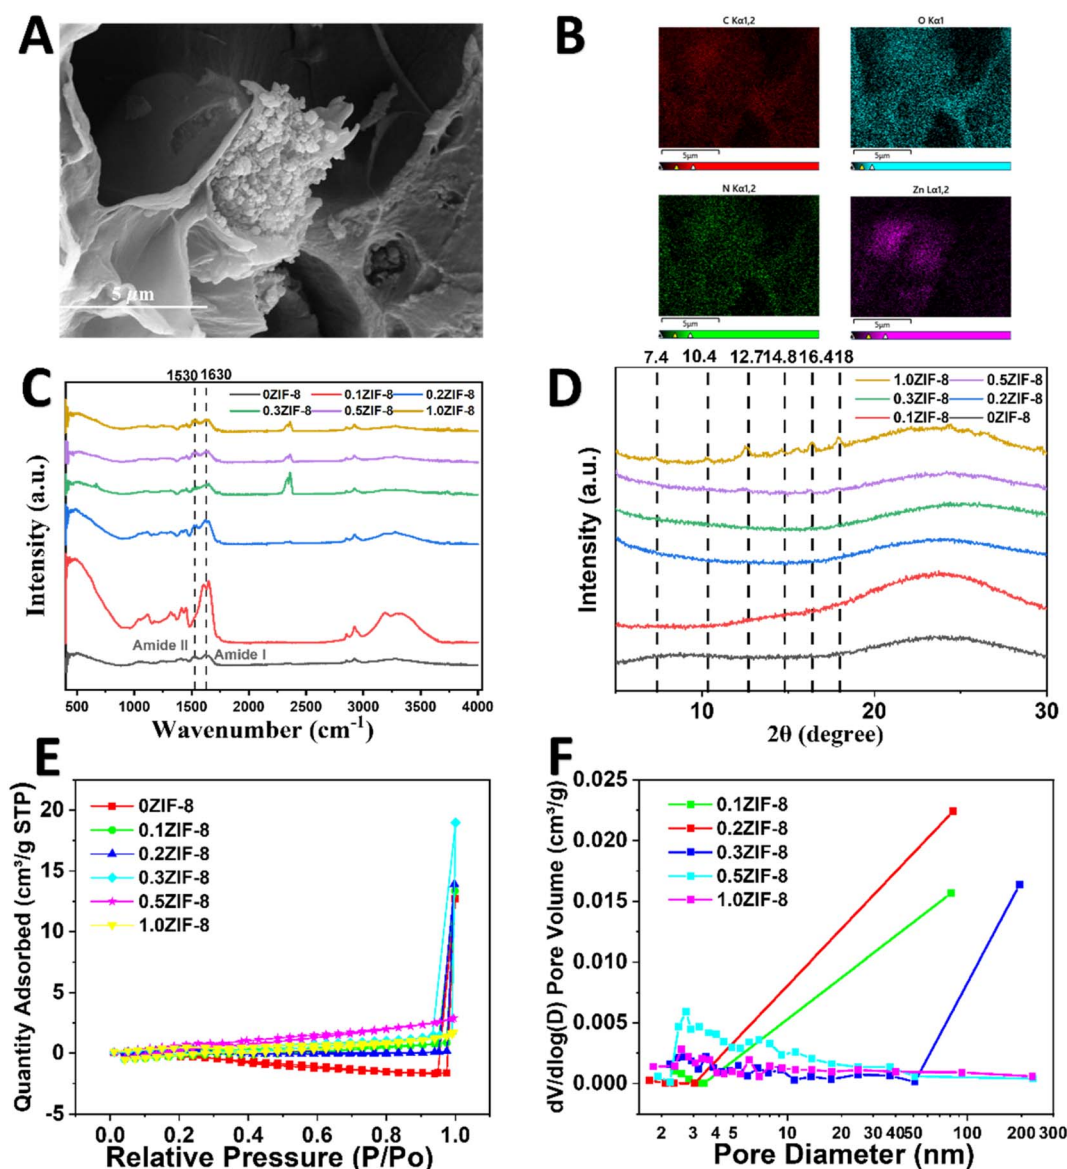 A
5 µm
B
C Kα1,2
O Kα1
5µm
5µm
N Kα1,2
Zn Lα1,2
5µm
5µm
C
1530
1630
0ZIF-8
0.1ZIF-8
0.2ZIF-8
0.3ZIF-8
0.5ZIF-8
1.0ZIF-8
Amide II
Amide I
Intensity (a.u.)
500 1000 1500 2000 2500 3000 3500 4000
Wavenumber (cm⁻¹)
D
7.4 10.4 12.7 14.8 16.4 18
1.0ZIF-8
0.5ZIF-8
0.3ZIF-8
0.2ZIF-8
0.1ZIF-8
0ZIF-8
Intensity (a.u.)
10 20 30
2θ (degree)
E
0ZIF-8
0.1ZIF-8
0.2ZIF-8
0.3ZIF-8
0.5ZIF-8
1.0ZIF-8
Quantity Adsorbed (cm³/g STP)
20
15
10
5
0
-5
0.0 0.2 0.4 0.6 0.8 1.0
Relative Pressure (P/Po)
F
0.1ZIF-8
0.2ZIF-8
0.3ZIF-8
0.5ZIF-8
1.0ZIF-8
dV/dlog(D) Pore Volume (cm³/g)
0.025
0.020
0.015
0.010
0.005
0.000
2 3 4 5 11 20 30 40 50 100 200 300
Pore Diameter (nm)